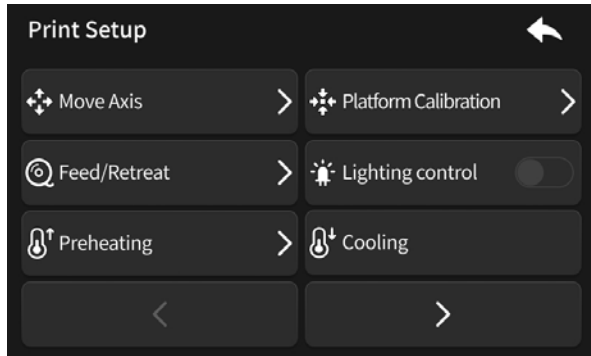 Print Setup
Move Axis
Platform Calibration
Feed/Retreat
Lighting control
Preheating
Cooling